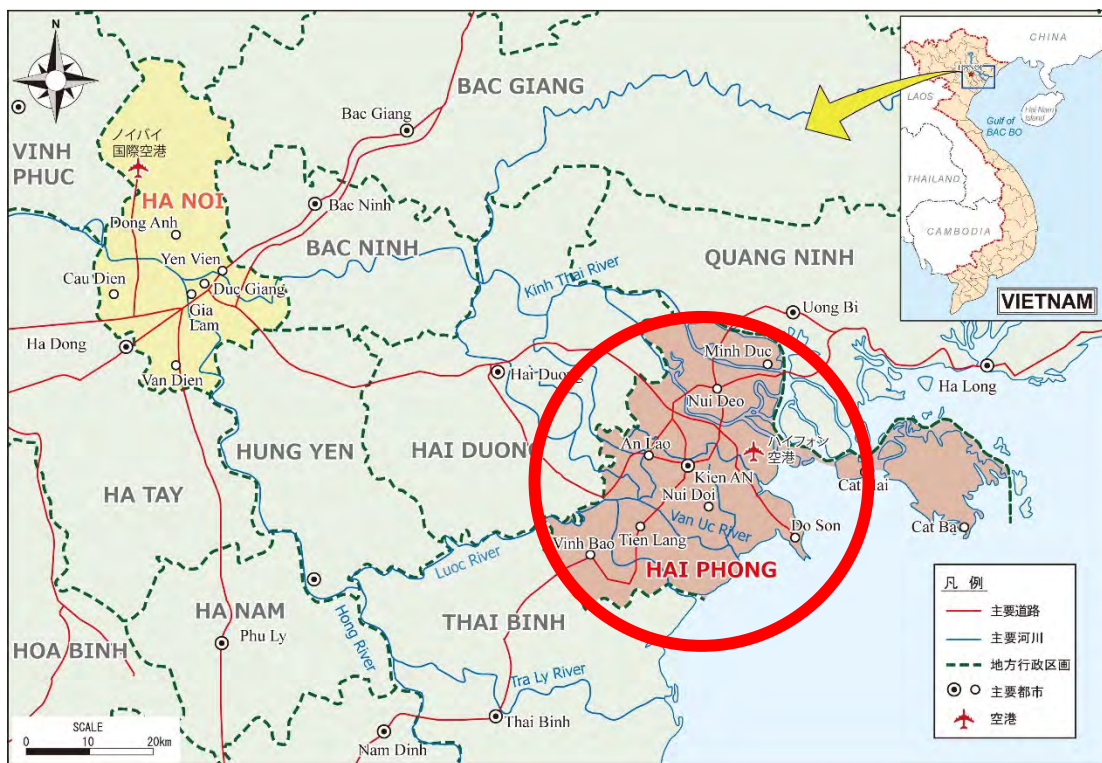 N
BAC GIANG
Bac Giang
VINH
PHUC
ノイバイ
国際空港
HA NOI
Dong Anh
Bac Ninh
BAC NINH
Yen Vien
Cau Dien
Duc Giang
Gia
Lam
Ha Dong
Van Dien
Kinh Thai River
QUANG NINH
Uong Bi
Minh Duc
Ha Long
Hai Duong
Nui Deo
HUNG YEN
HAI DUONG
An Lao
ハイフォン
空港
Kien AN
Cat Hai
HA TAY
Nui Doi
Van Uc River
Do Son
Cat Ba
Tien Lang
Vinh Bao
HAI PHONG
Luoc River
HA NAM
Phu Ly
THAI BINH
HOA BINH
Hong River
Tra Ly River
Thai Binh
Nam Dinh
SCALE
0 10 20km
CHINA
LAOS
Hai Nam
Island
Gulf of
BAC BO
THAILAND
CAMBODIA
VIETNAM
凡 例
主要道路
主要河川
地方行政区画
主要都市
空港